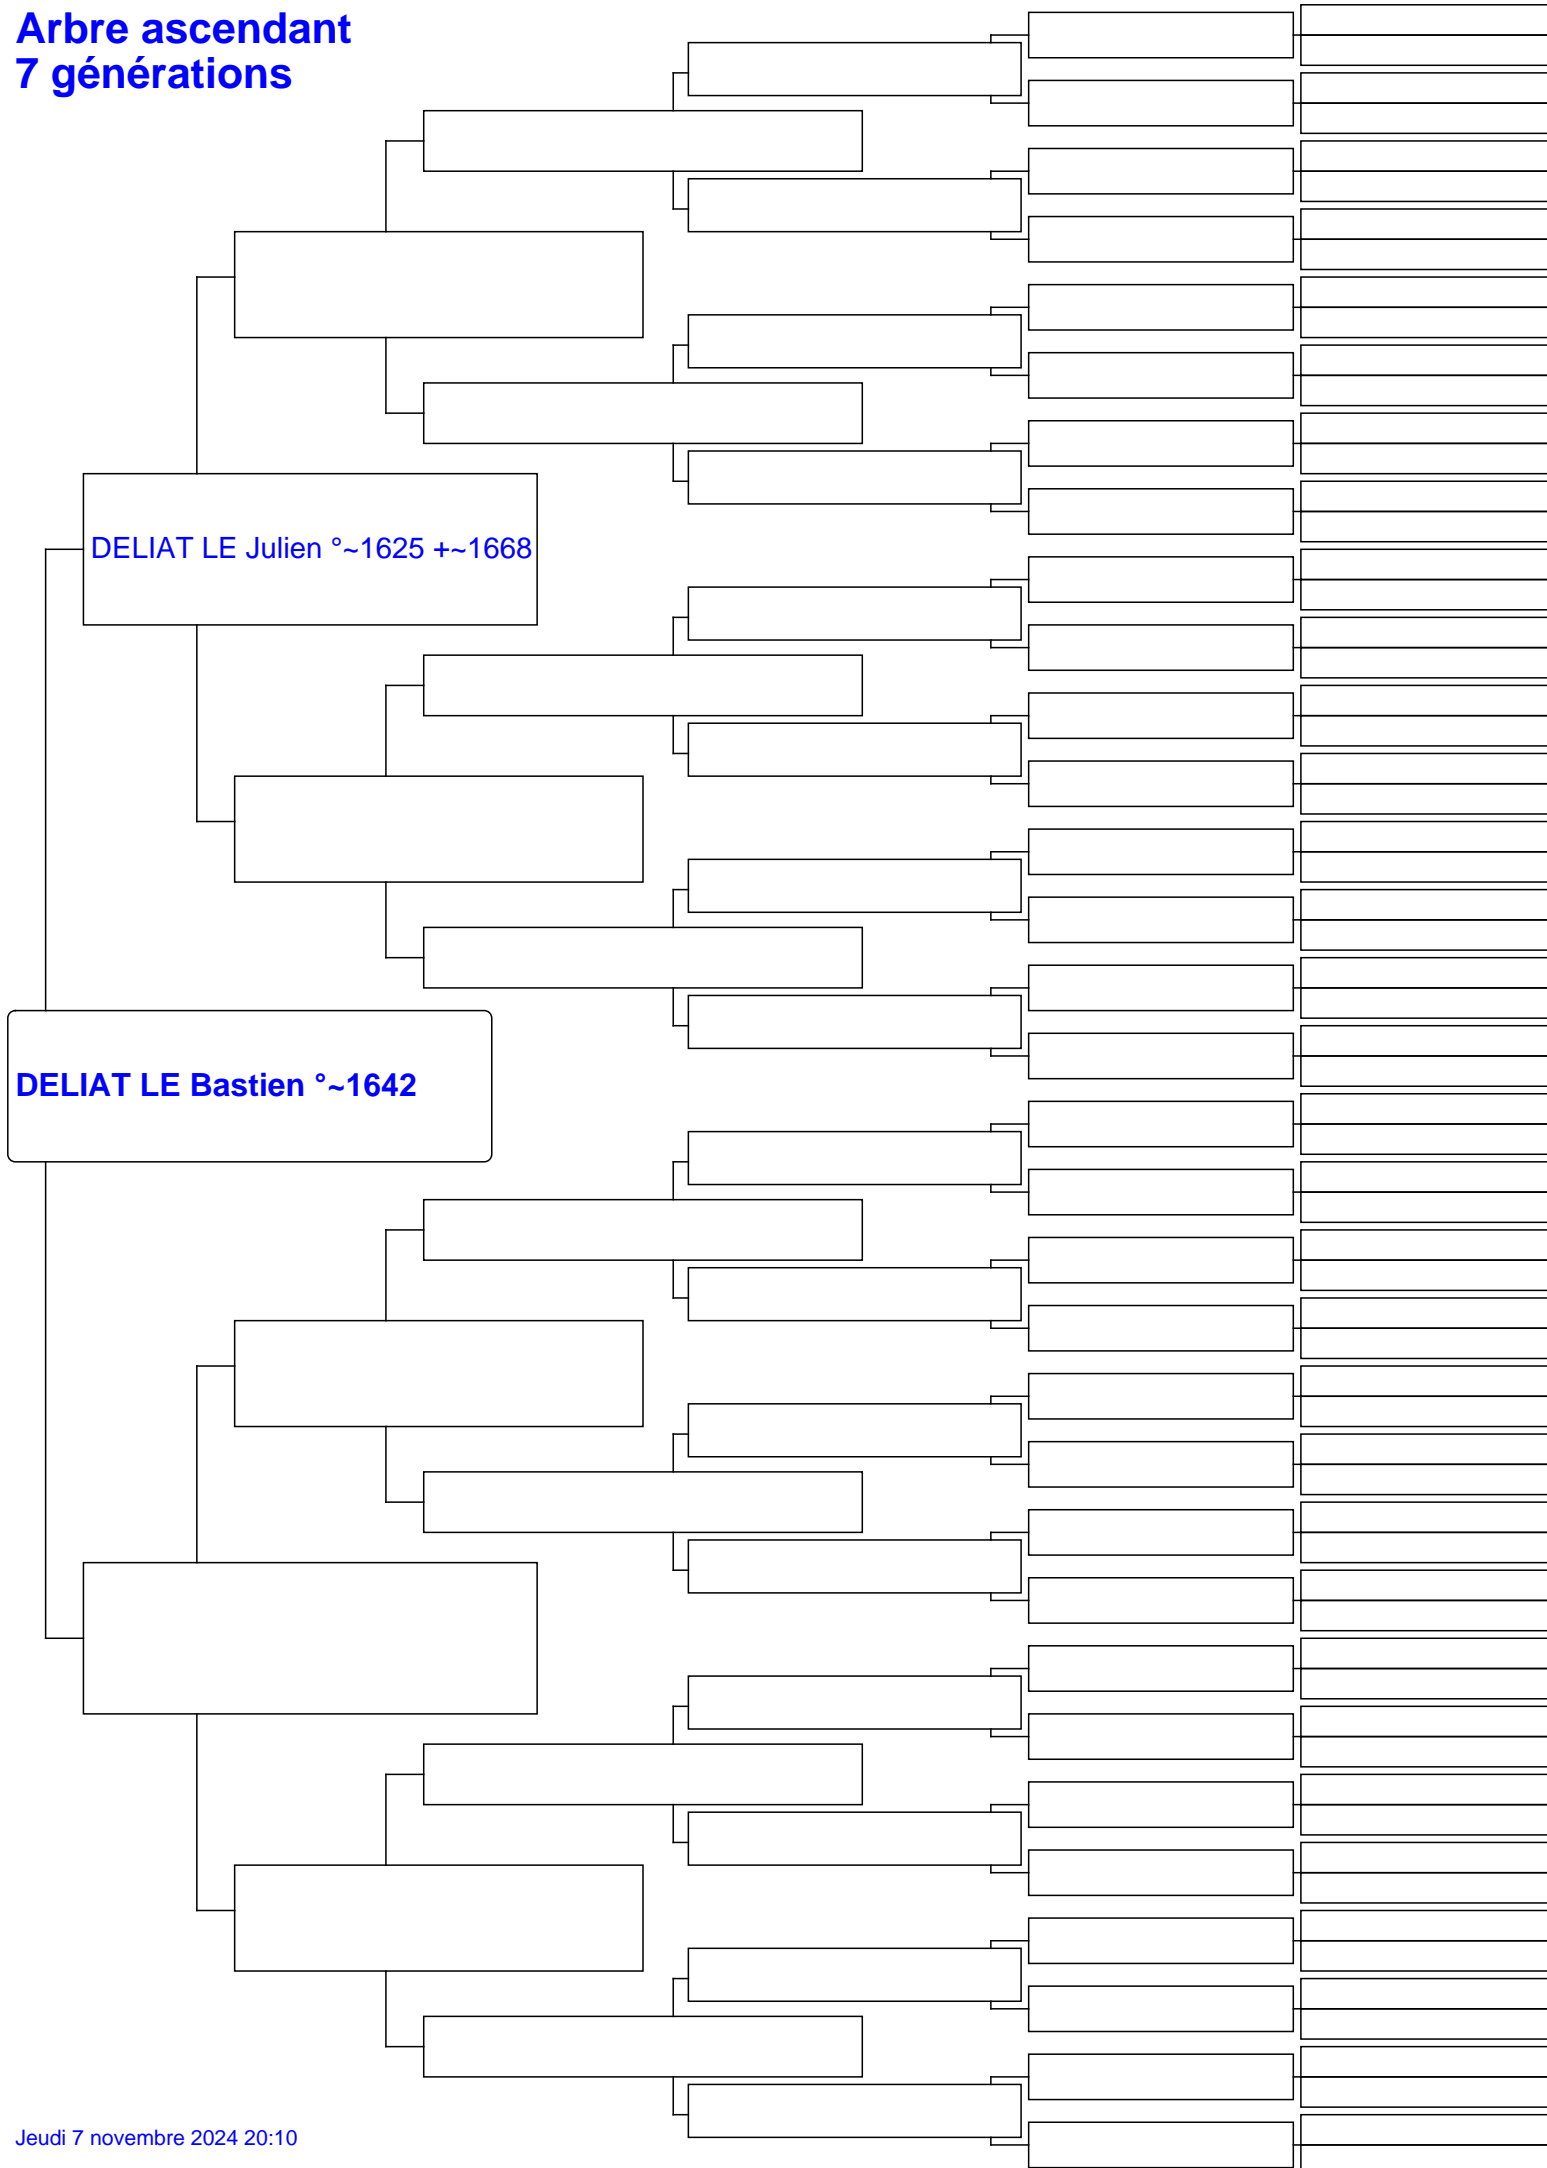 Arbre ascendant
7 générations
DELIAT LE Julien °~1625 +~1668
DELIAT LE Bastien °~1642
Jeudi 7 novembre 2024 20:10